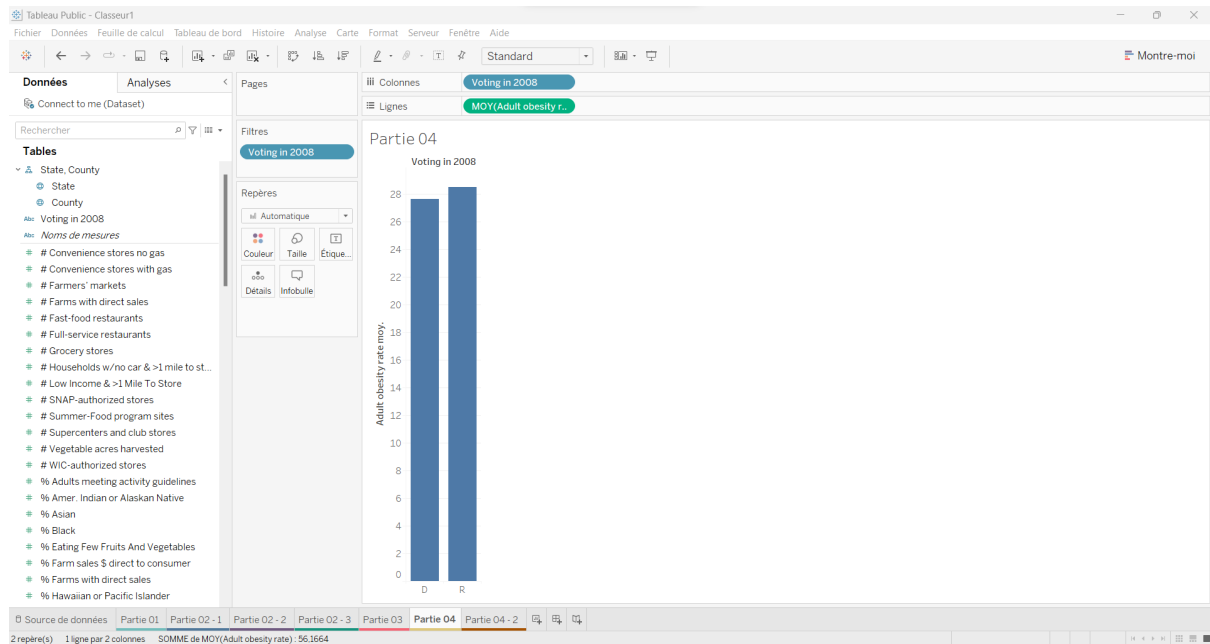 Tableau Public - Classeur1
Fichier Données Feuille de calcul Tableau de bord Histoire Analyse Carte Format Serveur Fenêtre Aide
Standard
Montre-moi
Données Analyses
Connect to me (Dataset)
Rechercher
Tables
State, County
State
County
Abc Voting in 2008
Abc Noms de mesures
# # Convenience stores no gas
# # Convenience stores with gas
# # Farmers' markets
# # Farms with direct sales
# # Fast-food restaurants
# # Full-service restaurants
# # Grocery stores
# # Households w/no car & >1 mile to st...
# # Low Income & >1 Mile To Store
# # SNAP-authorized stores
# # Summer-Food program sites
# # Supercenters and club stores
# # Vegetable acres harvested
# # WIC-authorized stores
# % Adults meeting activity guidelines
# % Amer. Indian or Alaskan Native
# % Asian
# % Black
# % Eating Few Fruits And Vegetables
# % Farm sales $ direct to consumer
# % Farms with direct sales
# % Hawaiian or Pacific Islander
Pages
Filtres
Voting in 2008
Repères
Automatique
Couleur Taille Étique...
Détails Infobulle
Colonnes Voting in 2008
Lignes MOY(Adult obesity r..
Partie 04
Voting in 2008
28
26
24
22
20
18
16
14
12
10
8
6
4
2
0
Adult obesity rate moy.
D R
Source de données Partie 01 Partie 02 - 1 Partie 02 - 2 Partie 02 - 3 Partie 03 Partie 04 Partie 04 - 2
2 repère(s) 1 ligne par 2 colonnes SOMME de MOY(Adult obesity rate) : 56,1664